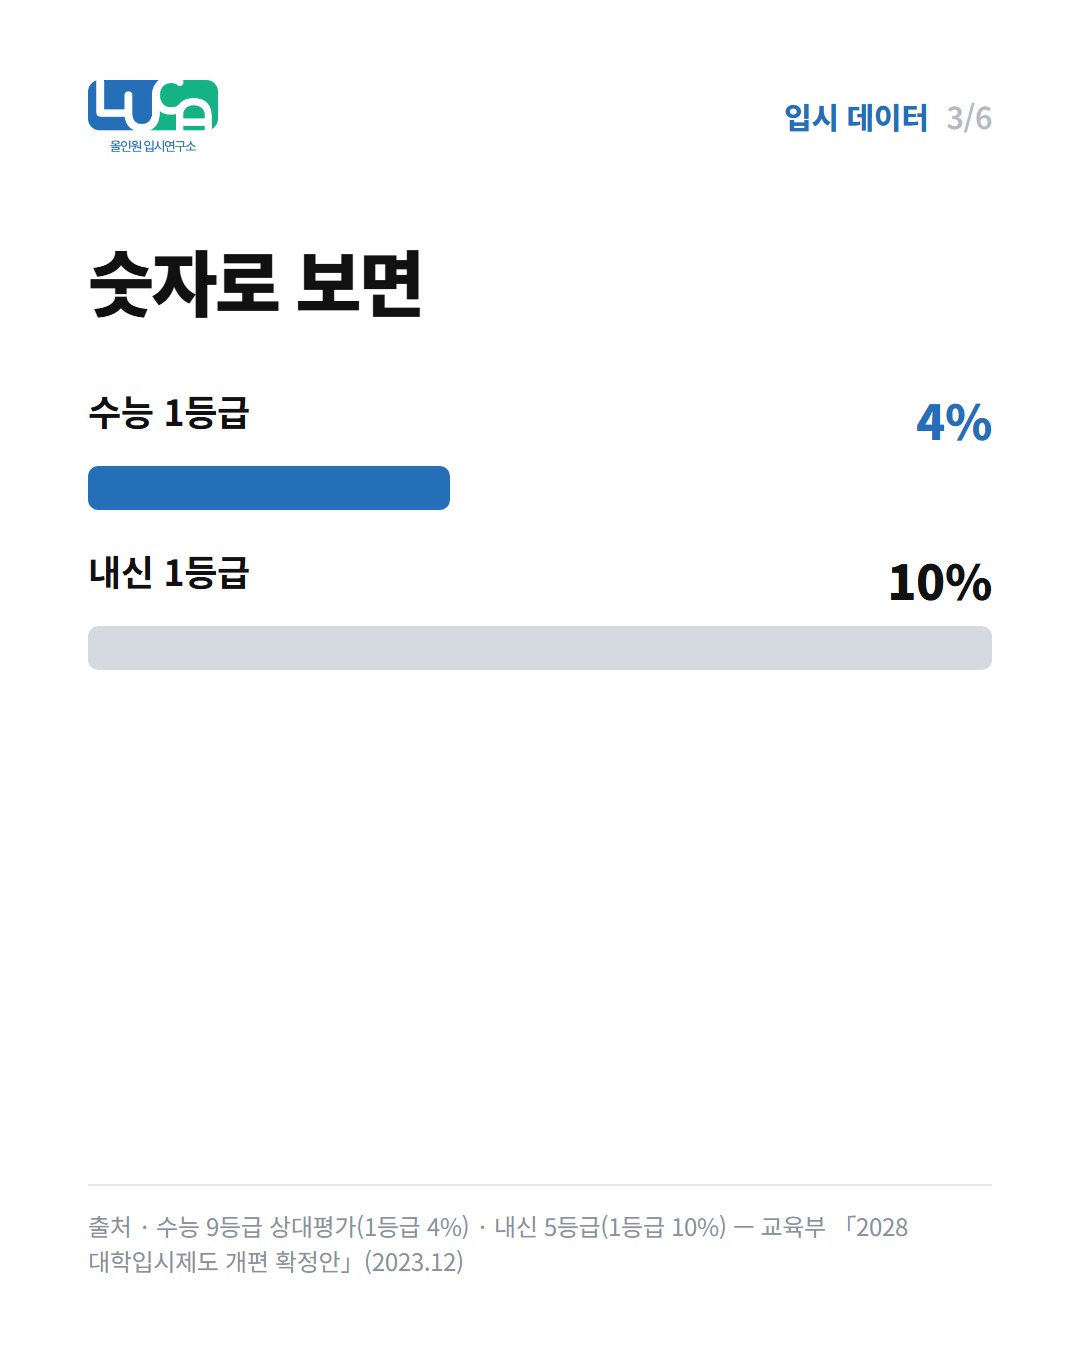 LUCA
올인원 입시연구소
입시 데이터 3/6
숫자로 보면
수능 1등급
4%
내신 1등급
10%
출처 · 수능 9등급 상대평가(1등급 4%) · 내신 5등급(1등급 10%) — 교육부 「2028
대학입시제도 개편 확정안」(2023.12)